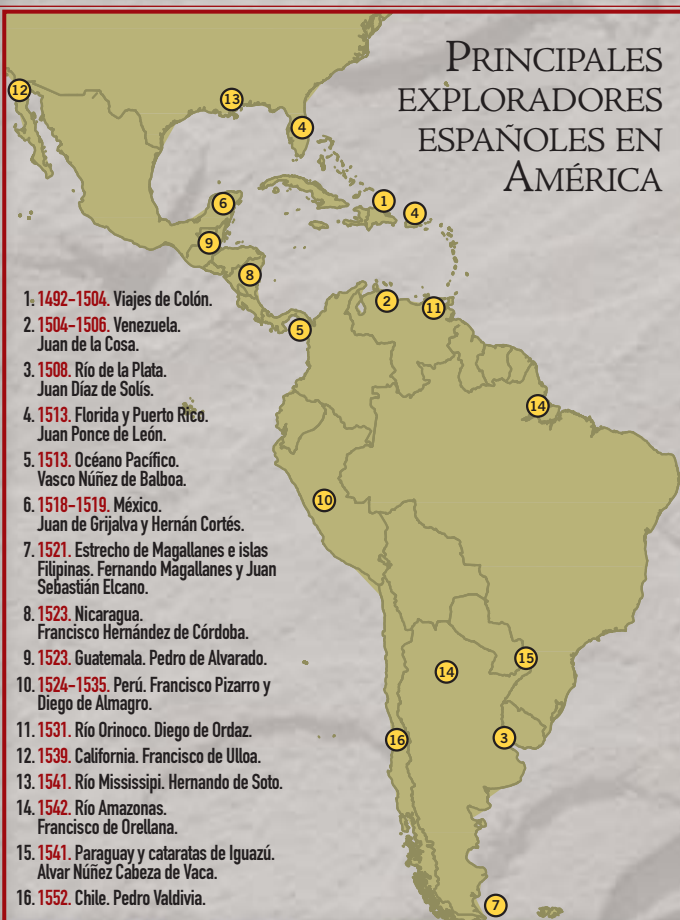 PRINCIPALES
EXPLORADORES
ESPAÑOLES EN
AMÉRICA
12
13
4
6
1
4
9
8
2
11
5
14
10
15
14
16
3
7
1. 1492-1504. Viajes de Colón.
2. 1504-1506. Venezuela.
Juan de la Cosa.
3. 1508. Río de la Plata.
Juan Díaz de Solís.
4. 1513. Florida y Puerto Rico.
Juan Ponce de León.
5. 1513. Océano Pacífico.
Vasco Núñez de Balboa.
6. 1518-1519. México.
Juan de Grijalva y Hernán Cortés.
7. 1521. Estrecho de Magallanes e islas
Filipinas. Fernando Magallanes y Juan
Sebastián Elcano.
8. 1523. Nicaragua.
Francisco Hernández de Córdoba.
9. 1523. Guatemala. Pedro de Alvarado.
10. 1524-1535. Perú. Francisco Pizarro y
Diego de Almagro.
11. 1531. Río Orinoco. Diego de Ordaz.
12. 1539. California. Francisco de Ulloa.
13. 1541. Río Mississipi. Hernando de Soto.
14. 1542. Río Amazonas.
Francisco de Orellana.
15. 1541. Paraguay y cataratas de Iguazú.
Alvar Núñez Cabeza de Vaca.
16. 1552. Chile. Pedro Valdivia.